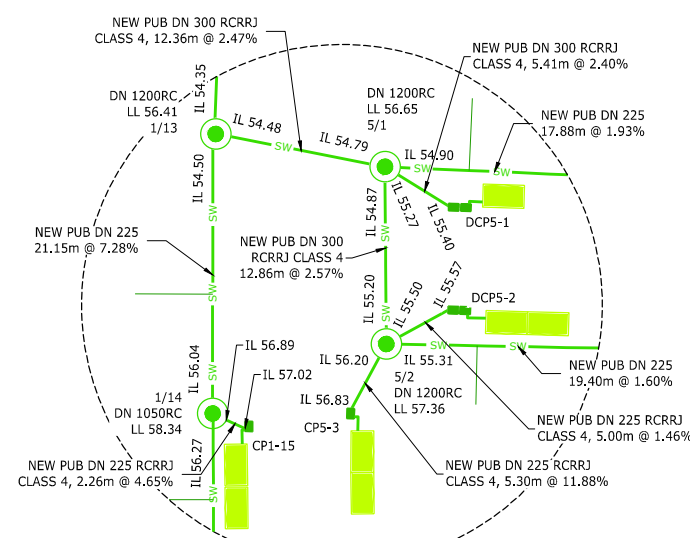 NEW PUB DN 300 RCRRJ
CLASS 4, 12.36m @ 2.47%
NEW PUB DN 300 RCRRJ
CLASS 4, 5.41m @ 2.40%
IL 54.35
DN 1200RC
LL 56.41
1/13
DN 1200RC
LL 56.65
5/1
NEW PUB DN 225
17.88m @ 1.93%
IL 54.48
SW
IL 54.79
IL 54.90
SW
SW
IL 54.50
SW
IL 54.87
SW
IL 55.27
IL 55.40
DCP5-1
NEW PUB DN 225
21.15m @ 7.28%
NEW PUB DN 300
RCRRJ CLASS 4
12.86m @ 2.57%
SW
IL 55.20
SW
IL 55.50
IL 55.57
DCP5-2
IL 56.04
SW
IL 56.89
IL 57.02
IL 56.20
IL 55.31
SW
SW
5/2
DN 1200RC
LL 57.36
NEW PUB DN 225
19.40m @ 1.60%
1/14
DN 1050RC
LL 58.34
IL 56.83
CP5-3
CP1-15
NEW PUB DN 225 RCRRJ
CLASS 4, 5.00m @ 1.46%
IL 56.27
SW
NEW PUB DN 225 RCRRJ
CLASS 4, 2.26m @ 4.65%
NEW PUB DN 225 RCRRJ
CLASS 4, 5.30m @ 11.88%